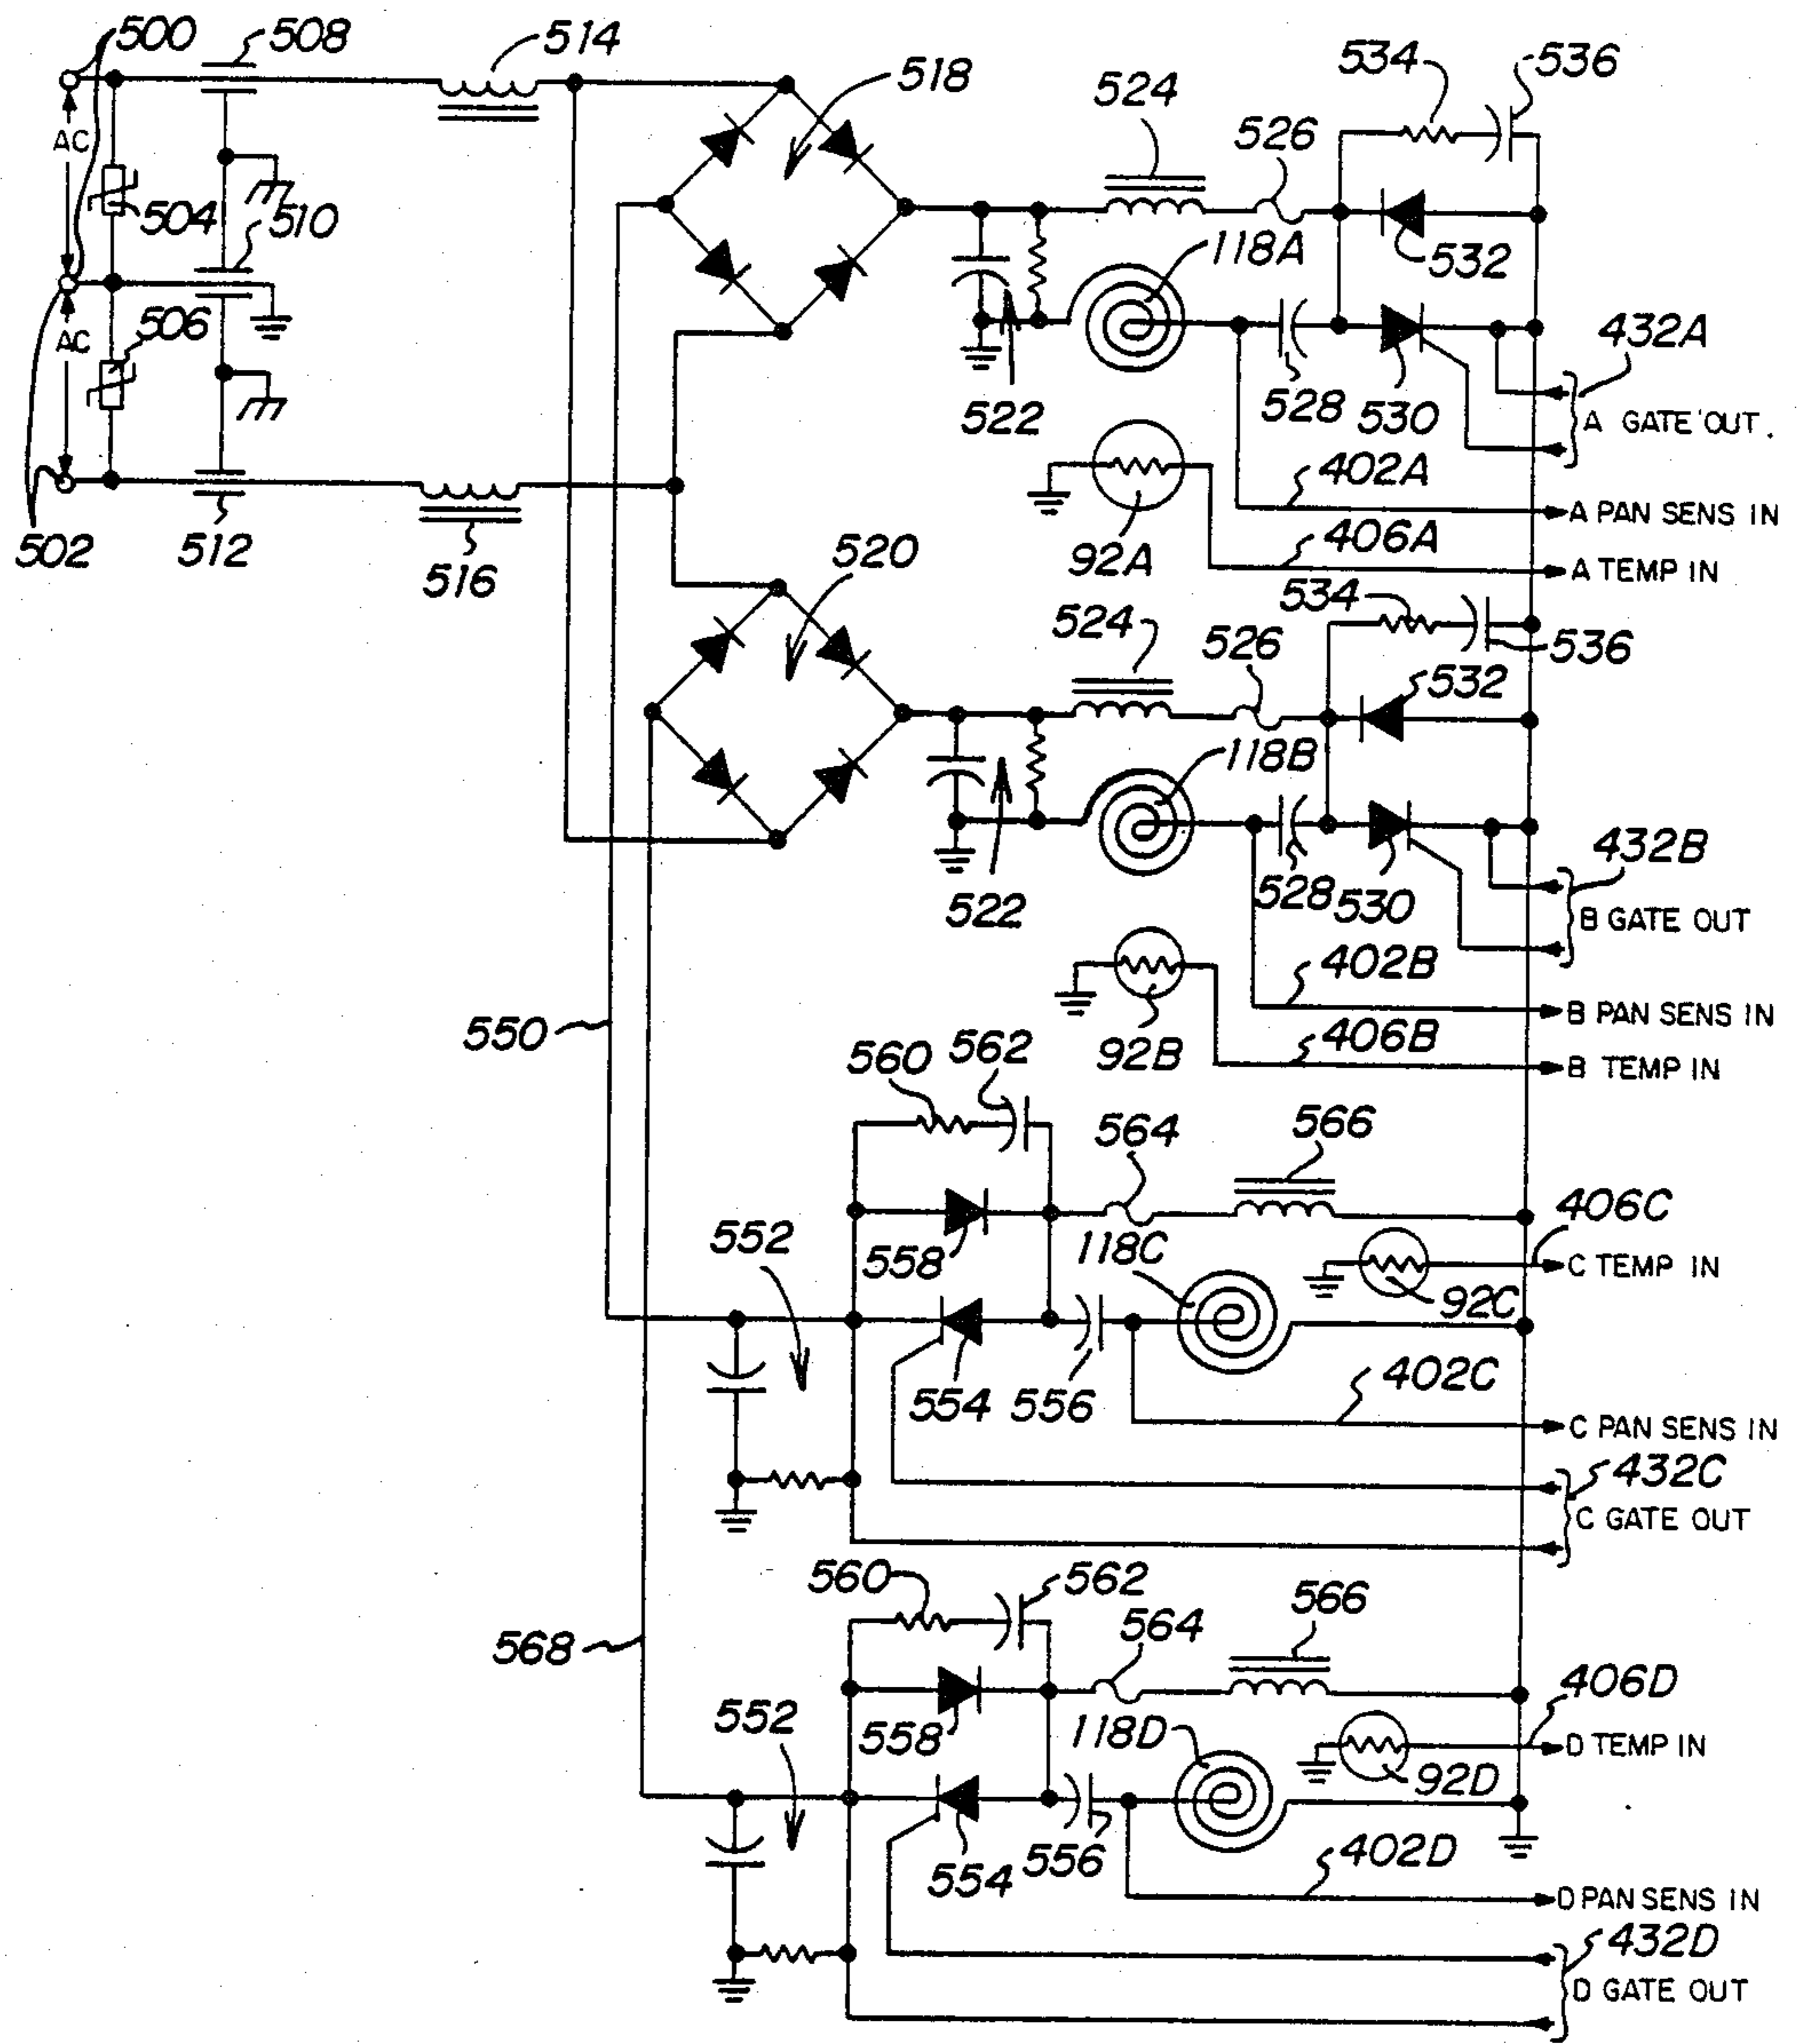 500
508
514
518
524
534
536
526
AC
504
510
118A
532
506
AC
432A
522
528
530
A GATE OUT.
402A
A PAN SENS IN
502
512
516
520
92A
406A
A TEMP IN
534
524
526
536
532
118B
432B
522
528
530
B GATE OUT
402B
B PAN SENS IN
550
560
562
92B
406B
B TEMP IN
564
566
406C
552
558
118C
C TEMP IN
92C
554
556
402C
C PAN SENS IN
432C
C GATE OUT
560
562
564
566
568
406D
552
558
118D
D TEMP IN
92D
554
556
402D
D PAN SENS IN
432D
D GATE OUT